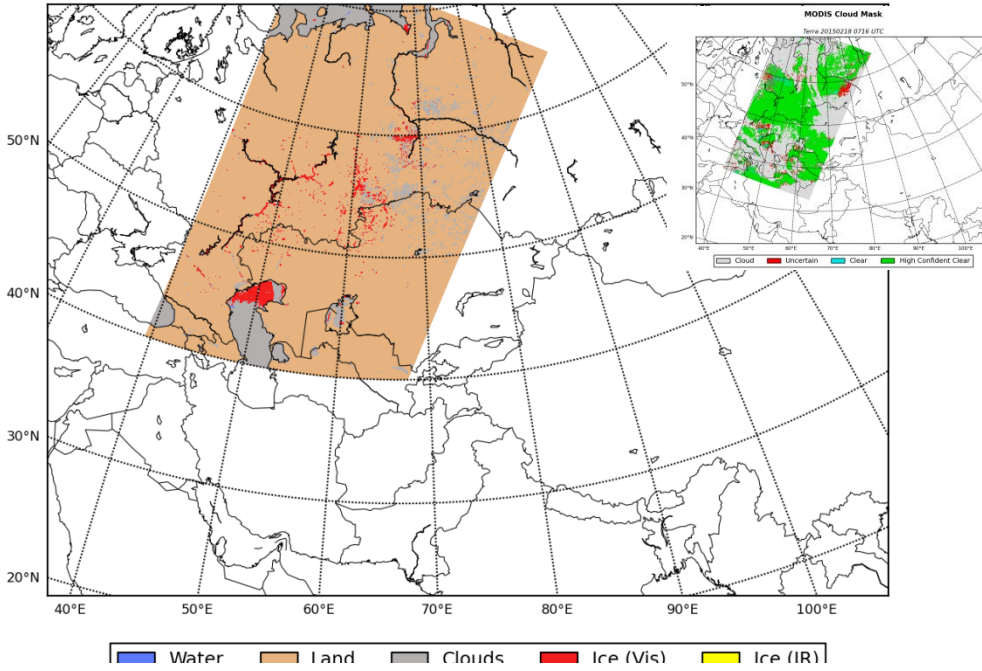 MODIS Cloud Mask
Terra 20150218 0716 UTC
50°N
40°N
30°N
20°N
40°E 50°E 60°E 70°E 80°E 90°E 100°E
Cloud Uncertain Clear High Confident Clear
50°N
40°N
30°N
20°N
40°E 50°E 60°E 70°E 80°E 90°E 100°E
Water Land Clouds Ice (Vis) Ice (IR)